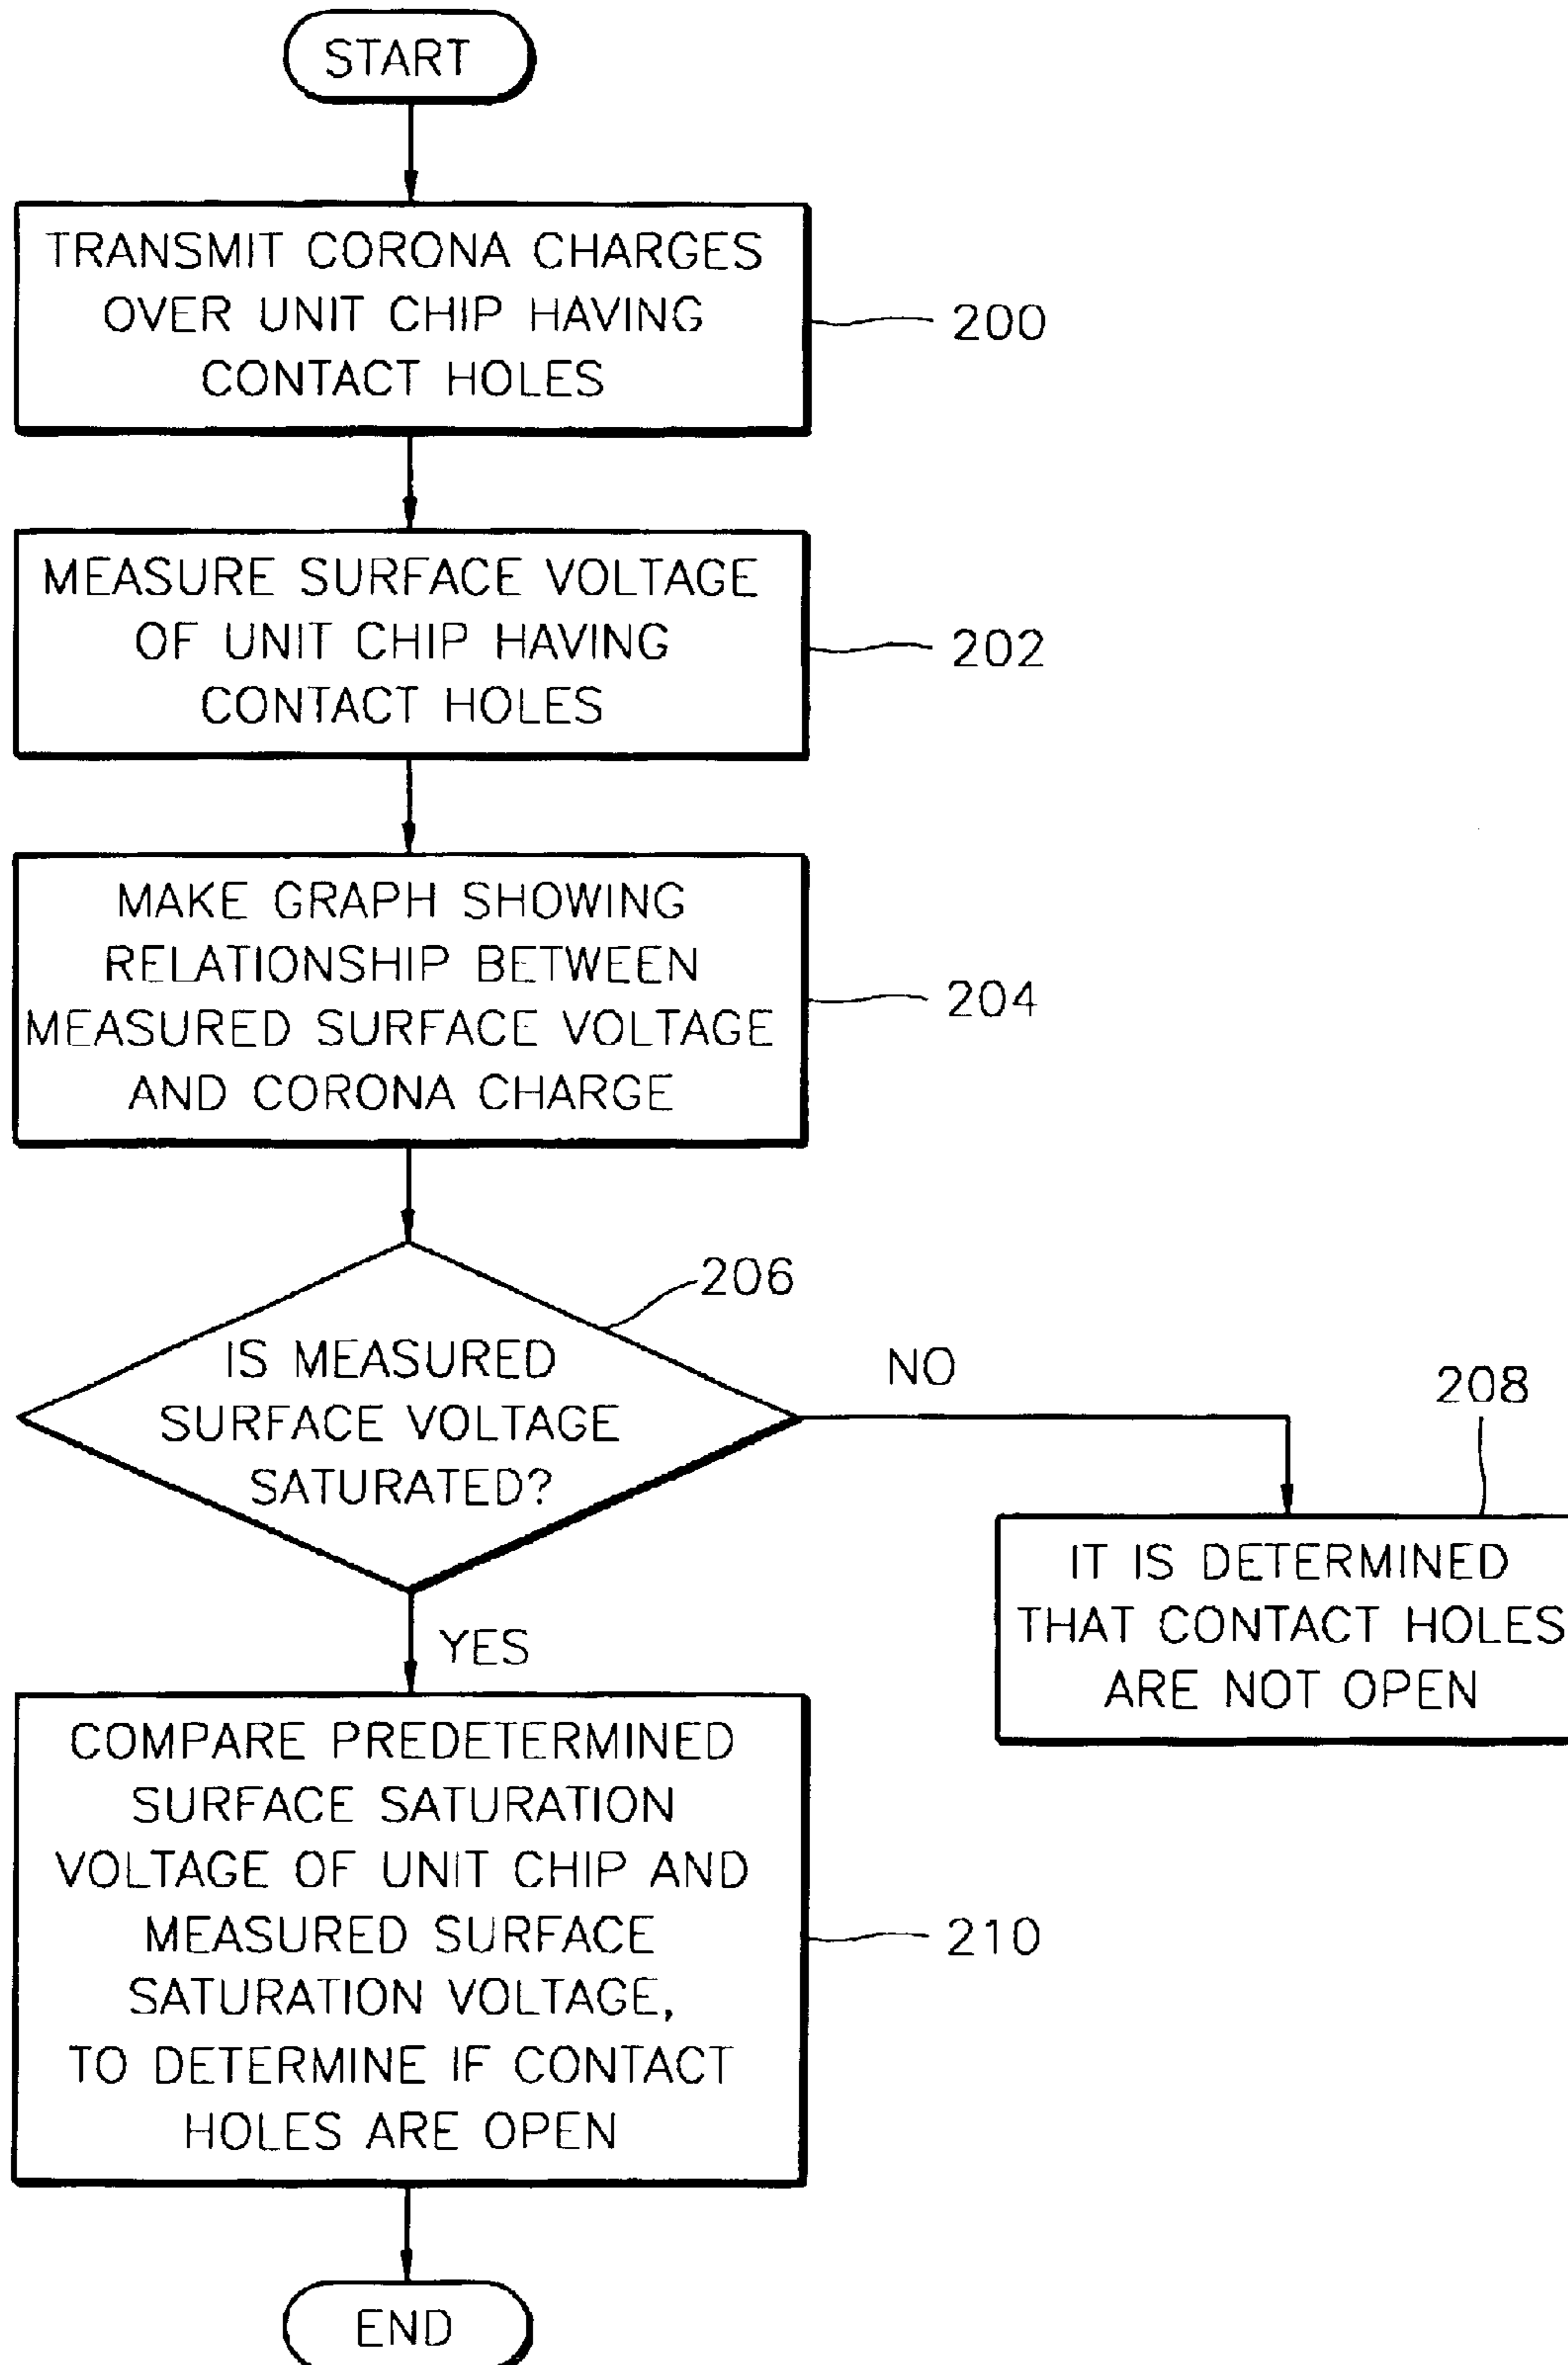 START
TRANSMIT CORONA CHARGES
OVER UNIT CHIP HAVING
CONTACT HOLES
200
MEASURE SURFACE VOLTAGE
OF UNIT CHIP HAVING
CONTACT HOLES
202
MAKE GRAPH SHOWING
RELATIONSHIP BETWEEN
MEASURED SURFACE VOLTAGE
AND CORONA CHARGE
204
206
IS MEASURED
SURFACE VOLTAGE
SATURATED?
NO
208
IT IS DETERMINED
THAT CONTACT HOLES
ARE NOT OPEN
YES
COMPARE PREDETERMINED
SURFACE SATURATION
VOLTAGE OF UNIT CHIP AND
MEASURED SURFACE
SATURATION VOLTAGE,
TO DETERMINE IF CONTACT
HOLES ARE OPEN
210
END